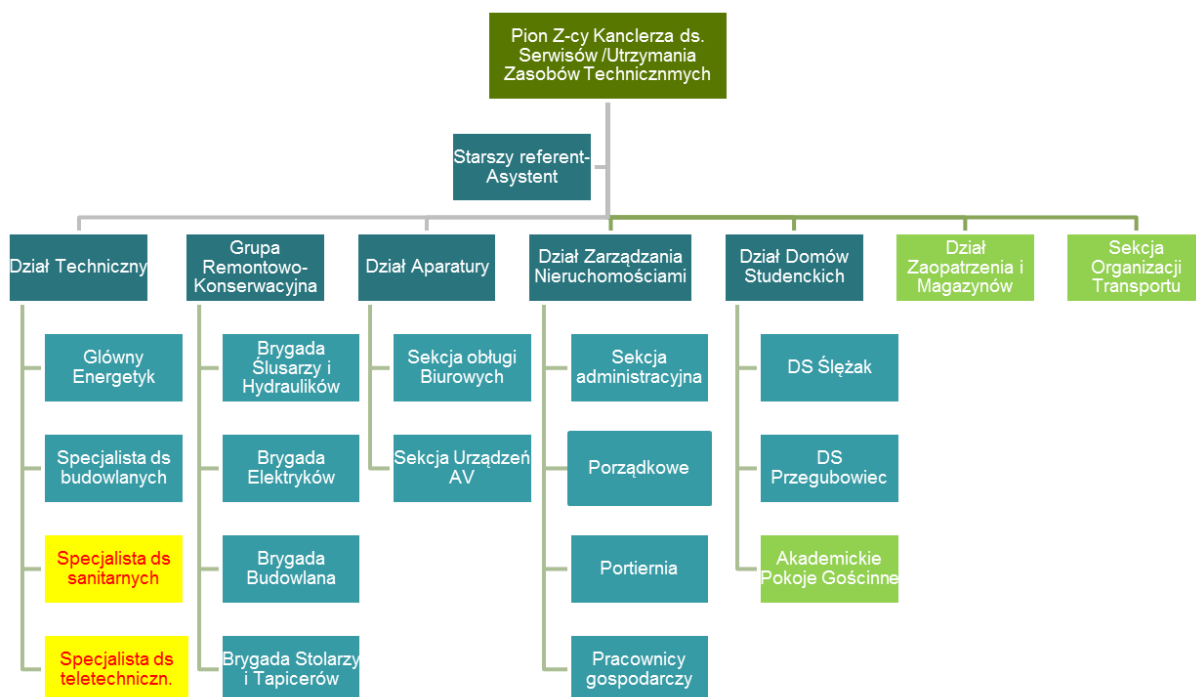 Pion Z-cy Kanclerza ds.
Serwisów /Utrzymania
Zasobów Technicznmych
Starszy referent-
Asystent
Dział Techniczny
Grupa
Remontowo-
Konserwacyjna
Dział Aparatury
Dział Zarządzania
Nieruchomościami
Dział Domów
Studenckich
Dział
Zaopatrzenia i
Magazynów
Sekcja
Organizacji
Transportu
Glówny
Energetyk
Specjalista ds
budowlanych
Specjalista ds
sanitarnych
Specjalista ds
teletechniczn.
Brygada
Ślusarzy i
Hydraulików
Brygada
Elektryków
Brygada
Budowlana
Brygada Stolarzy
i Tapicerów
Sekcja obługi
Biurowych
Sekcja Urządzeń
AV
Sekcja
administracyjna
Porządkowe
Portiernia
Pracownicy
gospodarczy
DS Ślężak
DS
Przegubowiec
Akademickie
Pokoje Gościnne